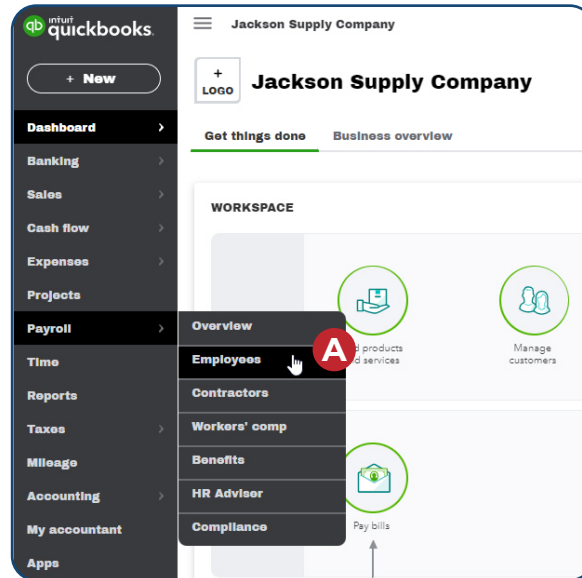 qb
intuit
quickbooks.
+ New
Dashboard
Banking
Sales
Cash flow
Expenses
Projects
Payroll
Time
Reports
Taxes
Mileage
Accounting
My accountant
Apps
Overview
Employees
Contractors
Workers' comp
Benefits
HR Advisor
Compliance
A
Jackson Supply Company
+
LOGO
Jackson Supply Company
Get things done
Business overview
WORKSPACE
products
services
Manage
customers
Pay bills